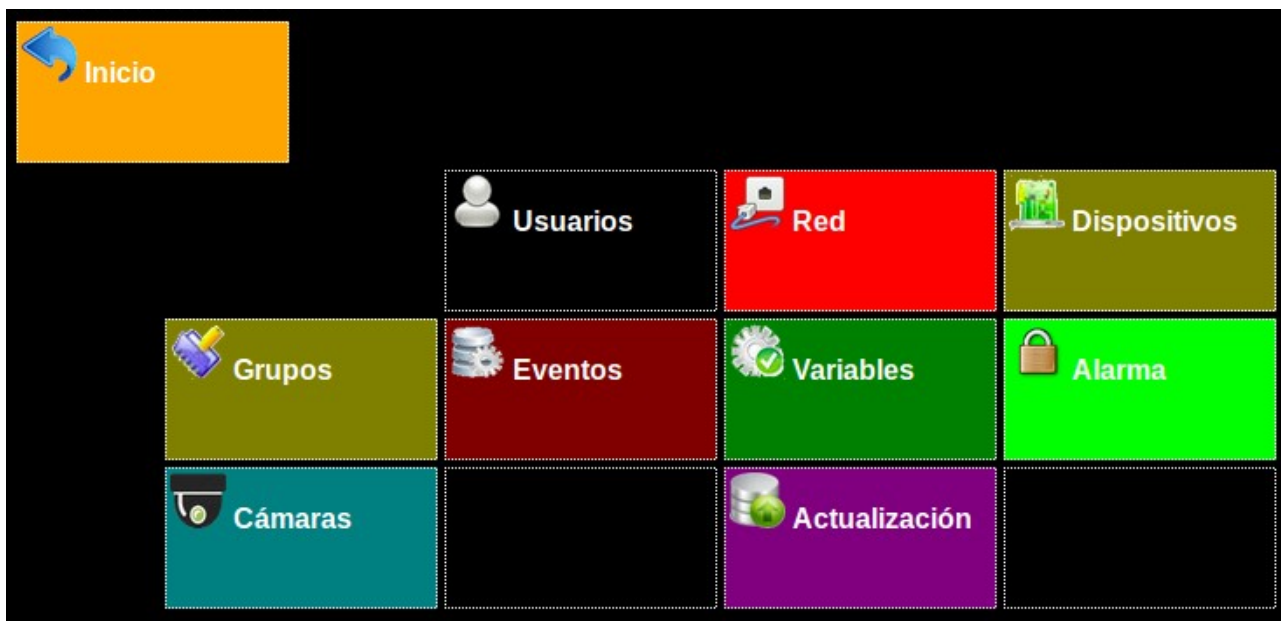 Inicio
Usuarios
Red
Dispositivos
Grupos
Eventos
Variables
Alarma
Cámaras
Actualización